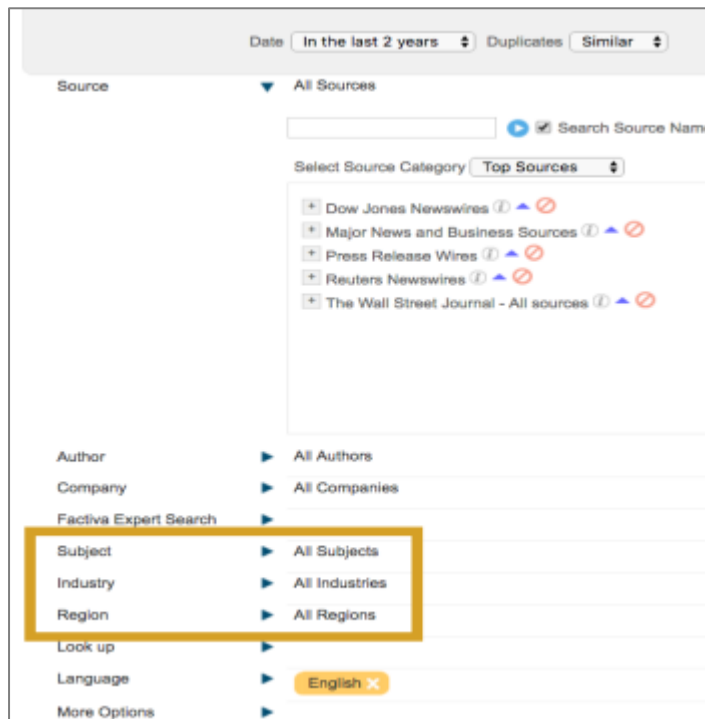 Date In the last 2 years Duplicates Similar
Source All Sources
Search Source Nam
Select Source Category Top Sources
Dow Jones Newswires
Major News and Business Sources
Press Release Wires
Reuters Newswires
The Wall Street Journal - All sources
Author All Authors
Company All Companies
Factiva Expert Search
Subject All Subjects
Industry All Industries
Region All Regions
Look up
Language English
More Options